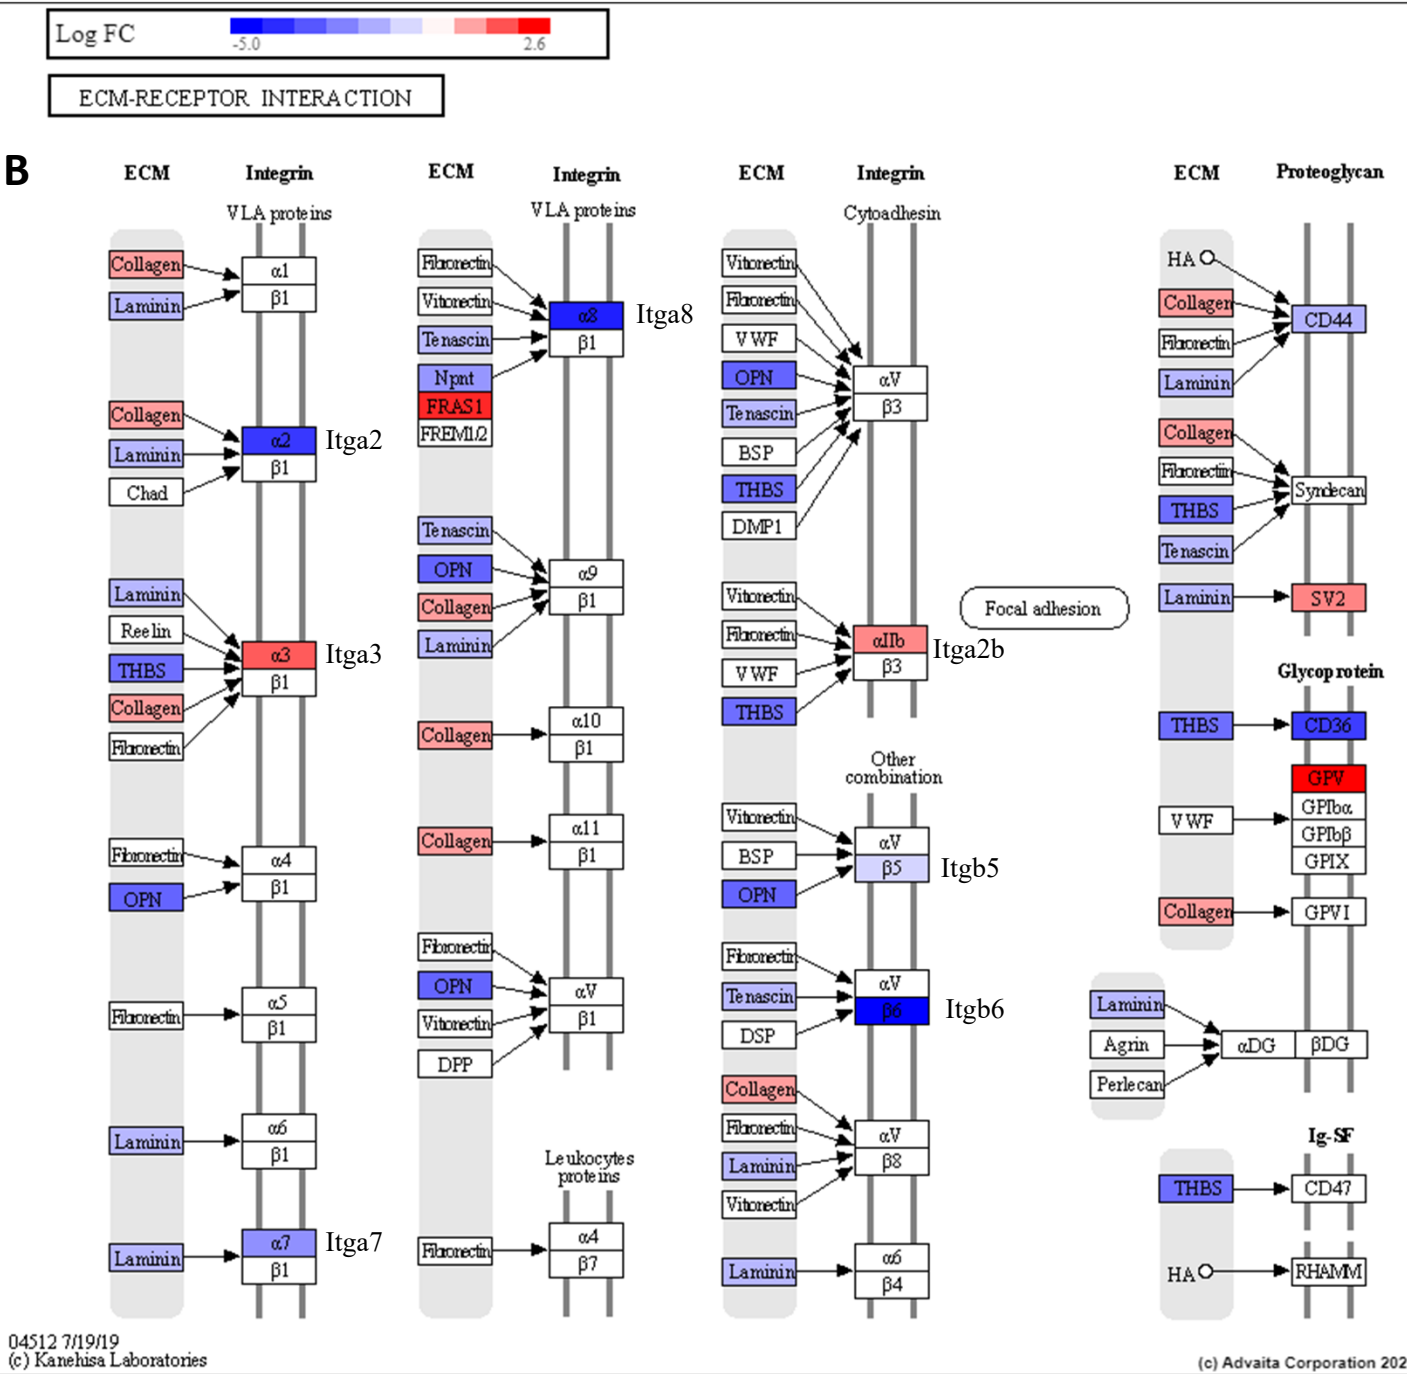 Log FC
-5.0
2.6
ECM-RECEPTOR INTERACTION
B
ECM
Integrin
VLA proteins
Collagen
α1
Laminin
β1
Collagen
α2
Itga2
Laminin
β1
Chad
Laminin
Reelin
α3
Itga3
THBS
β1
Collagen
Fibronectin
Fibronectin
α4
OPN
β1
Fibronectin
α5
β1
Laminin
α6
β1
Laminin
α7
Itga7
β1
ECM
Integrin
VLA proteins
Fibronectin
Vitronectin
α8
Itga8
Tenascin
β1
Npnt
FRAS1
FREM1/2
Tenascin
OPN
α9
Collagen
β1
Laminin
Collagen
α10
β1
Collagen
α11
β1
Fibronectin
OPN
αV
Vitronectin
β1
DPP
Leukocytes
proteins
Fibronectin
α4
β7
ECM
Integrin
Cytoadhesin
Vitronectin
Fibronectin
VWF
OPN
αV
Tenascin
β3
BSP
THBS
DMP1
Vitronectin
Fibronectin
αIIb
Itga2b
VWF
β3
THBS
Other
combination
Vitronectin
αV
BSP
β5
Itgb5
OPN
Fibronectin
αV
Tenascin
β6
Itgb6
DSP
Collagen
Fibronectin
αV
Laminin
β8
Vitronectin
Laminin
α6
β4
Focal adhesion
ECM
Proteoglycan
HA
Collagen
CD44
Fibronectin
Laminin
Collagen
Fibronectiin
Syndecan
THBS
Tenascin
Laminin
SV2
Glycoprotein
THBS
CD36
GPV
VWF
GPIbα
GPIbβ
GPIX
Collagen
GPVI
Laminin
Agrin
αDG
βDG
Perlecan
Ig-SF
THBS
CD47
HA
RHAMM
04512 7/19/19
(c) Kanehisa Laboratories
(c) Advaita Corporation 202